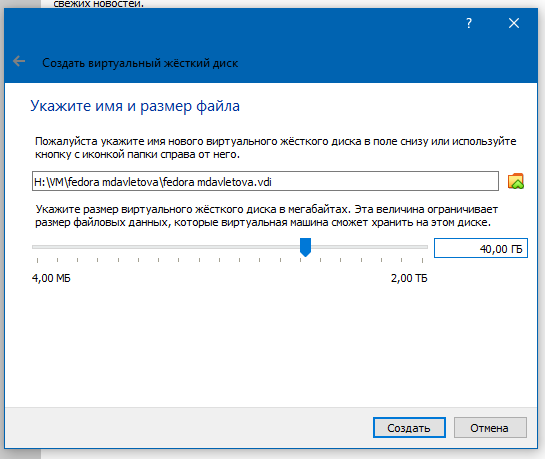 свежих новостей.
?
Создать виртуальный жёсткий диск
Укажите имя и размер файла
Пожалуйста укажите имя нового виртуального жёсткого диска в поле снизу или используйте
кнопку с иконкой папки справа от него.
H:\VM\fedora mdavletova\fedora mdavletova.vdi
Укажите размер виртуального жёсткого диска в мегабайтах. Эта величина ограничивает
размер файловых данных, которые виртуальная машина сможет хранить на этом диске.
40,00 ГБ
4,00 МБ 2,00 ТБ
Создать Отмена